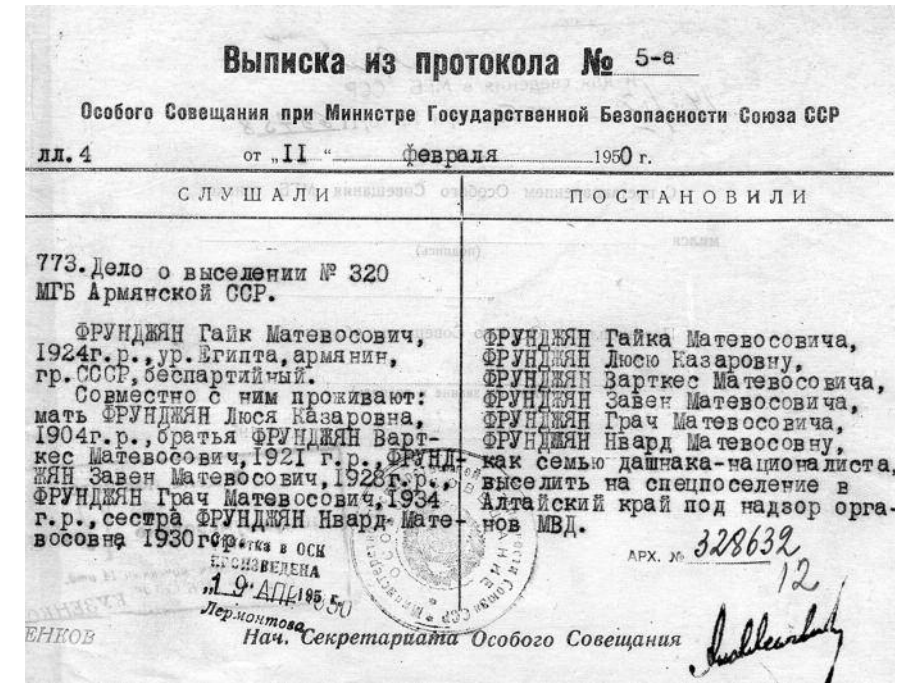 Выписка из протокола № 5-а
Особого Совещания при Министре Государственной Безопасности Союза ССР
лл. 4 от „II“ февраля 1950 г.
СЛУШАЛИ
773. Дело о выселении № 320
МГБ Армянской ССР.
ФРУНДЖЯН Гайк Матевосович,
1924г.р., ур. Египта, армянин,
гр. СССР, беспартийный.
Совместно с ним проживают:
мать ФРУНДЖЯН Люся Казаровна,
1904г.р., братья ФРУНДЖЯН Варт-
кес Матевосович, 1921 г.р., ФРУНД-
ЖЯН Завен Матевосович, 1928г.р.,
ФРУНДЖЯН Грач Матевосович, 1934
г.р., сестра ФРУНДЖЯН Нвард Мате-
восовна 1930г.р.
ПОСТАНОВИЛИ
ФРУНДЖЯН Гайка Матевосовича,
ФРУНДЖЯН Люсю Казаровну,
ФРУНДЖЯН Варткес Матевосовича,
ФРУНДЖЯН Завен Матевосовича,
ФРУНДЖЯН Грач Матевосовича,
ФРУНДЖЯН Нвард Матевосовну,
как семью дашнака-националиста,
выселить на спецпоселение в
Алтайский край под надзор орга-
нов МВД.
АРХ. № 328632
12
в ОСК
ПРОИЗВЕДЕНА
19 АПР 1950
Лермонтова
ЕНКОВ
Нач. Секретариата Особого Совещания